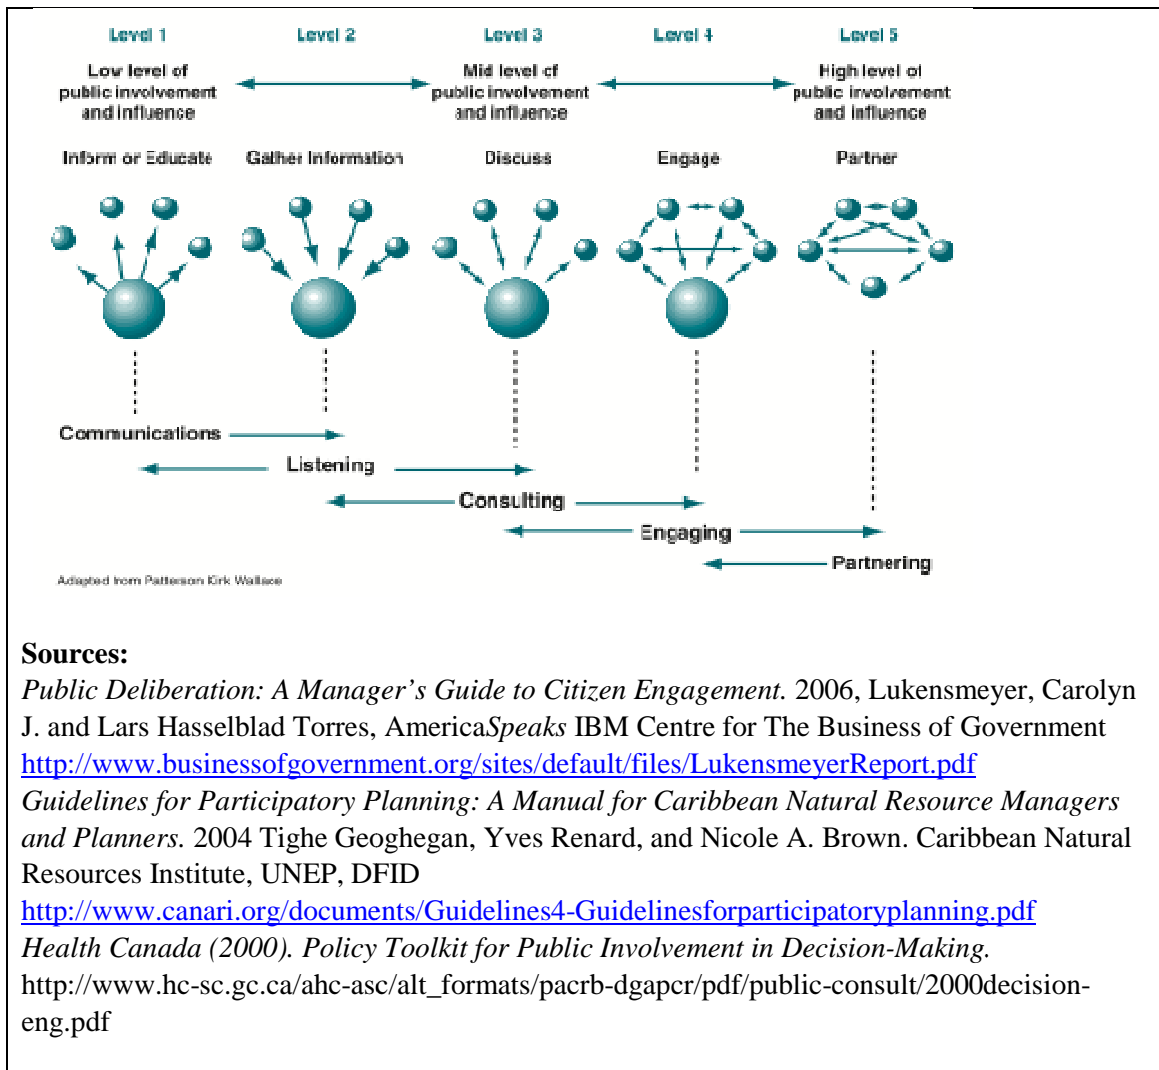 Level 1 Level 2 Level 3 Level 4 Level 5
Low level of Mid level of High level of
public involvement public involvement public involvement
and influence and influence and influence
Inform or Educate Gather Information Discuss Engage Partner
Communications
Listening
Consulting
Engaging
Partnering
Adapted from Patterson Kirk Wallace
Sources:
Public Deliberation: A Manager’s Guide to Citizen Engagement. 2006, Lukensmeyer, Carolyn
J. and Lars Hasselblad Torres, AmericaSpeaks IBM Centre for The Business of Government
http://www.businessofgovernment.org/sites/default/files/LukensmeyerReport.pdf
Guidelines for Participatory Planning: A Manual for Caribbean Natural Resource Managers
and Planners. 2004 Tighe Geoghegan, Yves Renard, and Nicole A. Brown. Caribbean Natural
Resources Institute, UNEP, DFID
http://www.canari.org/documents/Guidelines4-Guidelinesforparticipatoryplanning.pdf
Health Canada (2000). Policy Toolkit for Public Involvement in Decision-Making.
http://www.hc-sc.gc.ca/ahc-asc/alt_formats/pacrb-dgapcr/pdf/public-consult/2000decision-
eng.pdf